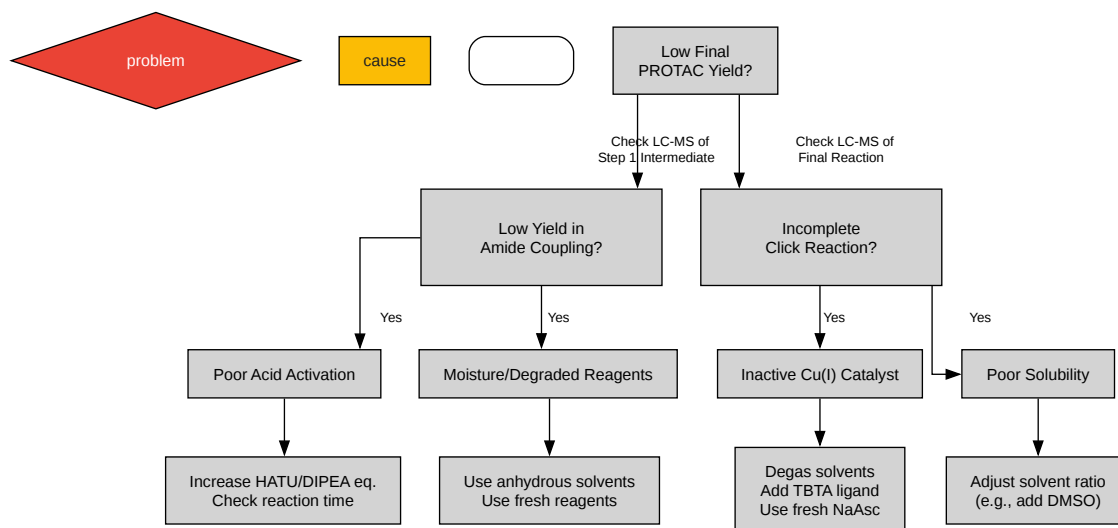 problem
cause
Low Final
PROTAC Yield?
Check LC-MS of
Step 1 Intermediate
Check LC-MS of
Final Reaction
Low Yield in
Amide Coupling?
Incomplete
Click Reaction?
Yes
Yes
Yes
Yes
Poor Acid Activation
Moisture/Degraded Reagents
Inactive Cu(I) Catalyst
Poor Solubility
Increase HATU/DIPEA eq.
Check reaction time
Use anhydrous solvents
Use fresh reagents
Degas solvents
Add TBTA ligand
Use fresh NaAsc
Adjust solvent ratio
(e.g., add DMSO)